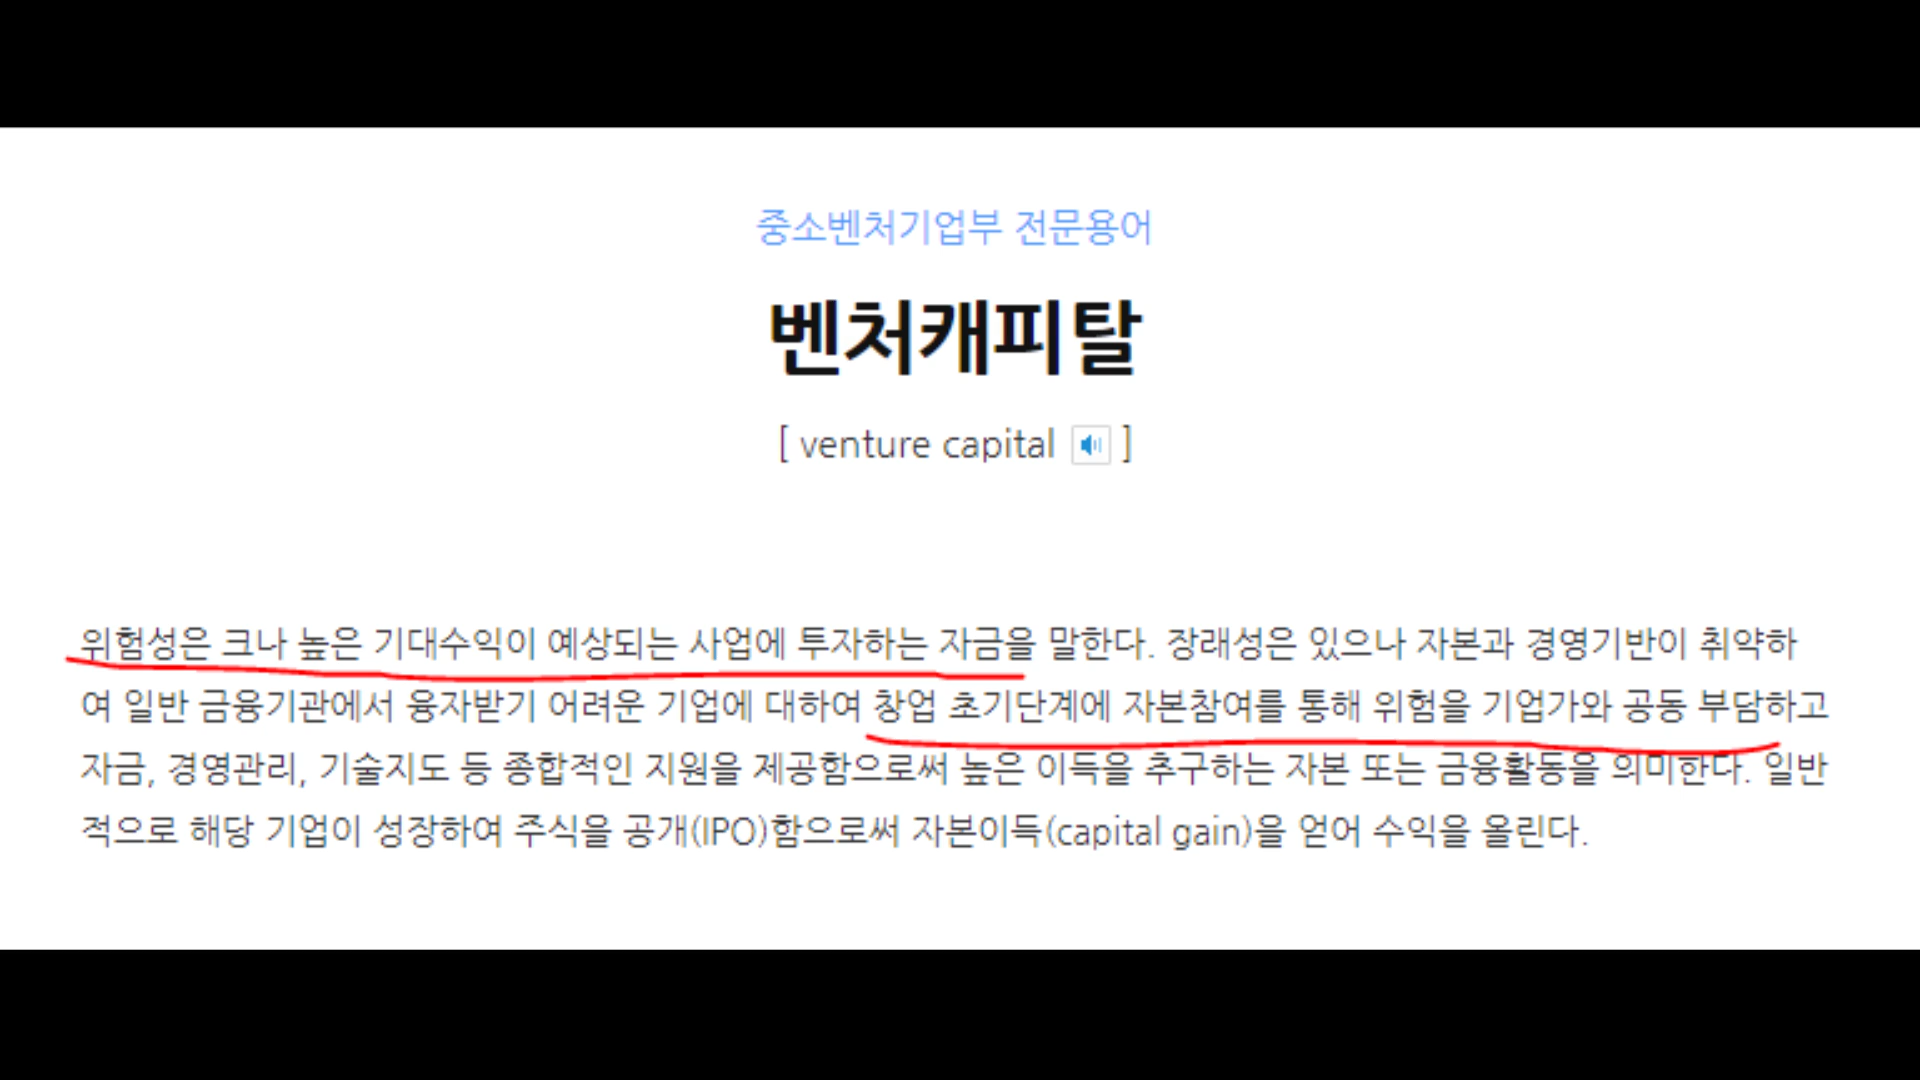 중소벤처기업부 전문용어
벤처캐피탈
[ venture capital ]
위험성은 크나 높은 기대수익이 예상되는 사업에 투자하는 자금을 말한다. 장래성은 있으나 자본과 경영기반이 취약하
여 일반 금융기관에서 융자받기 어려운 기업에 대하여 창업 초기단계에 자본참여를 통해 위험을 기업가와 공동 부담하고
자금, 경영관리, 기술지도 등 종합적인 지원을 제공함으로써 높은 이득을 추구하는 자본 또는 금융활동을 의미한다. 일반
적으로 해당 기업이 성장하여 주식을 공개(IPO)함으로써 자본이득(capital gain)을 얻어 수익을 올린다.